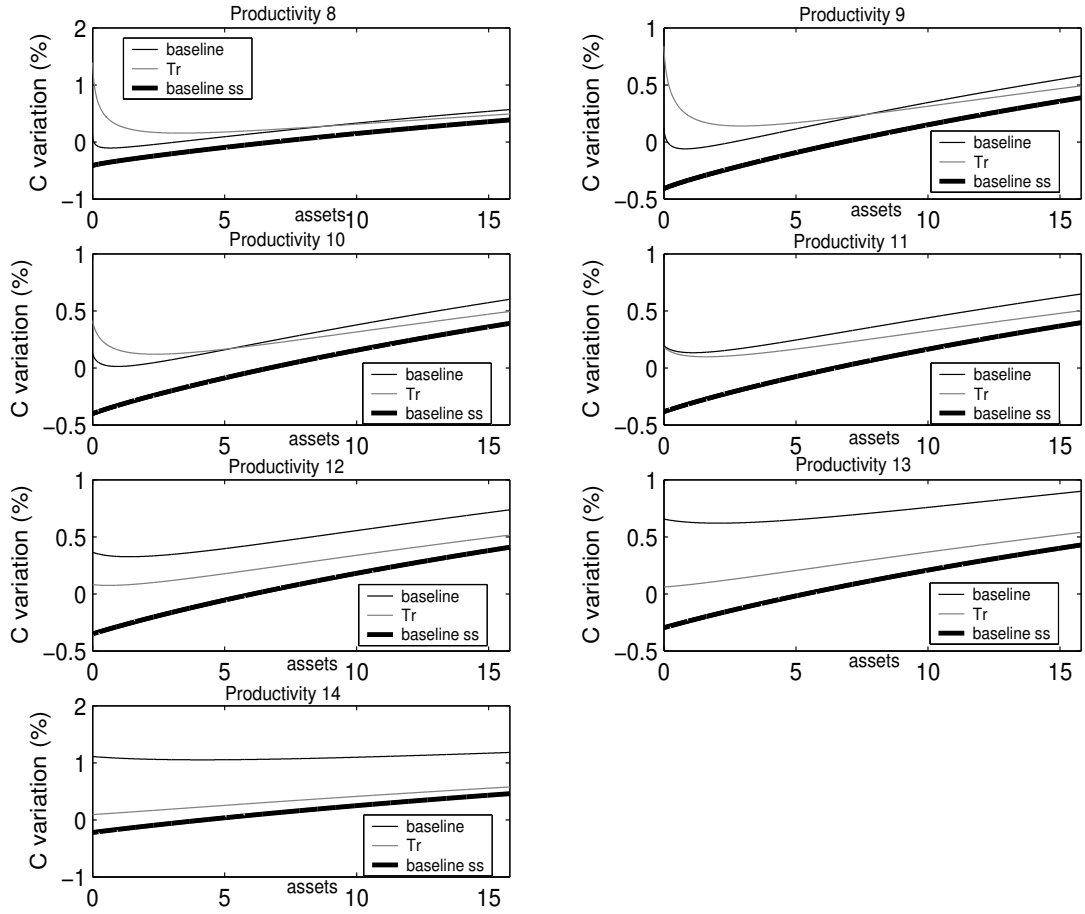 Productivity 8
C variation (%)
2
1
0
−1
baseline
Tr
baseline ss
0
5
10
15
assets
Productivity 9
C variation (%)
1
0.5
0
−0.5
baseline
Tr
baseline ss
0
5
10
15
assets
Productivity 10
C variation (%)
1
0.5
0
−0.5
baseline
Tr
baseline ss
0
5
10
15
assets
Productivity 11
C variation (%)
1
0.5
0
−0.5
baseline
Tr
baseline ss
0
5
10
15
assets
Productivity 12
C variation (%)
1
0.5
0
−0.5
baseline
Tr
baseline ss
0
5
10
15
assets
Productivity 13
C variation (%)
1
0.5
0
−0.5
baseline
Tr
baseline ss
0
5
10
15
assets
Productivity 14
C variation (%)
2
1
0
−1
baseline
Tr
baseline ss
0
5
10
15
assets